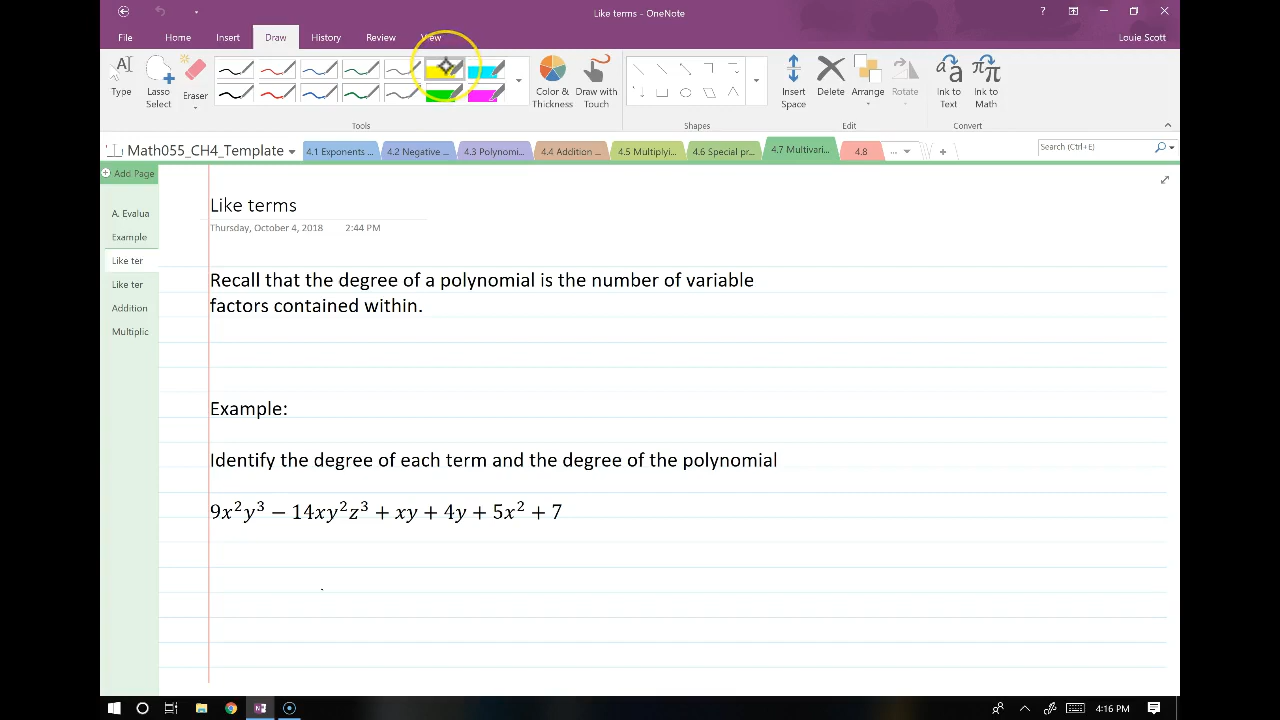 Like terms - OneNote
?
File Home Insert Draw History Review View
Louie Scott
Type
Lasso Select
Eraser
Color & Thickness
Draw with Touch
Insert Space
Delete
Arrange
Rotate
Ink to Text
Ink to Math
Tools
Shapes
Edit
Convert
Math055_CH4_Template
4.1 Exponents ...
4.2 Negative ...
4.3 Polynomi...
4.4 Addition ...
4.5 Multiplyi...
4.6 Special pr...
4.7 Multivari...
4.8
...
Search (Ctrl+E)
Add Page
A. Evalua
Example
Like ter
Like ter
Addition
Multiplic
Like terms
Thursday, October 4, 2018 2:44 PM
Recall that the degree of a polynomial is the number of variable
factors contained within.
Example:
Identify the degree of each term and the degree of the polynomial
9x²y³ − 14xy²z³ + xy + 4y + 5x² + 7
4:16 PM